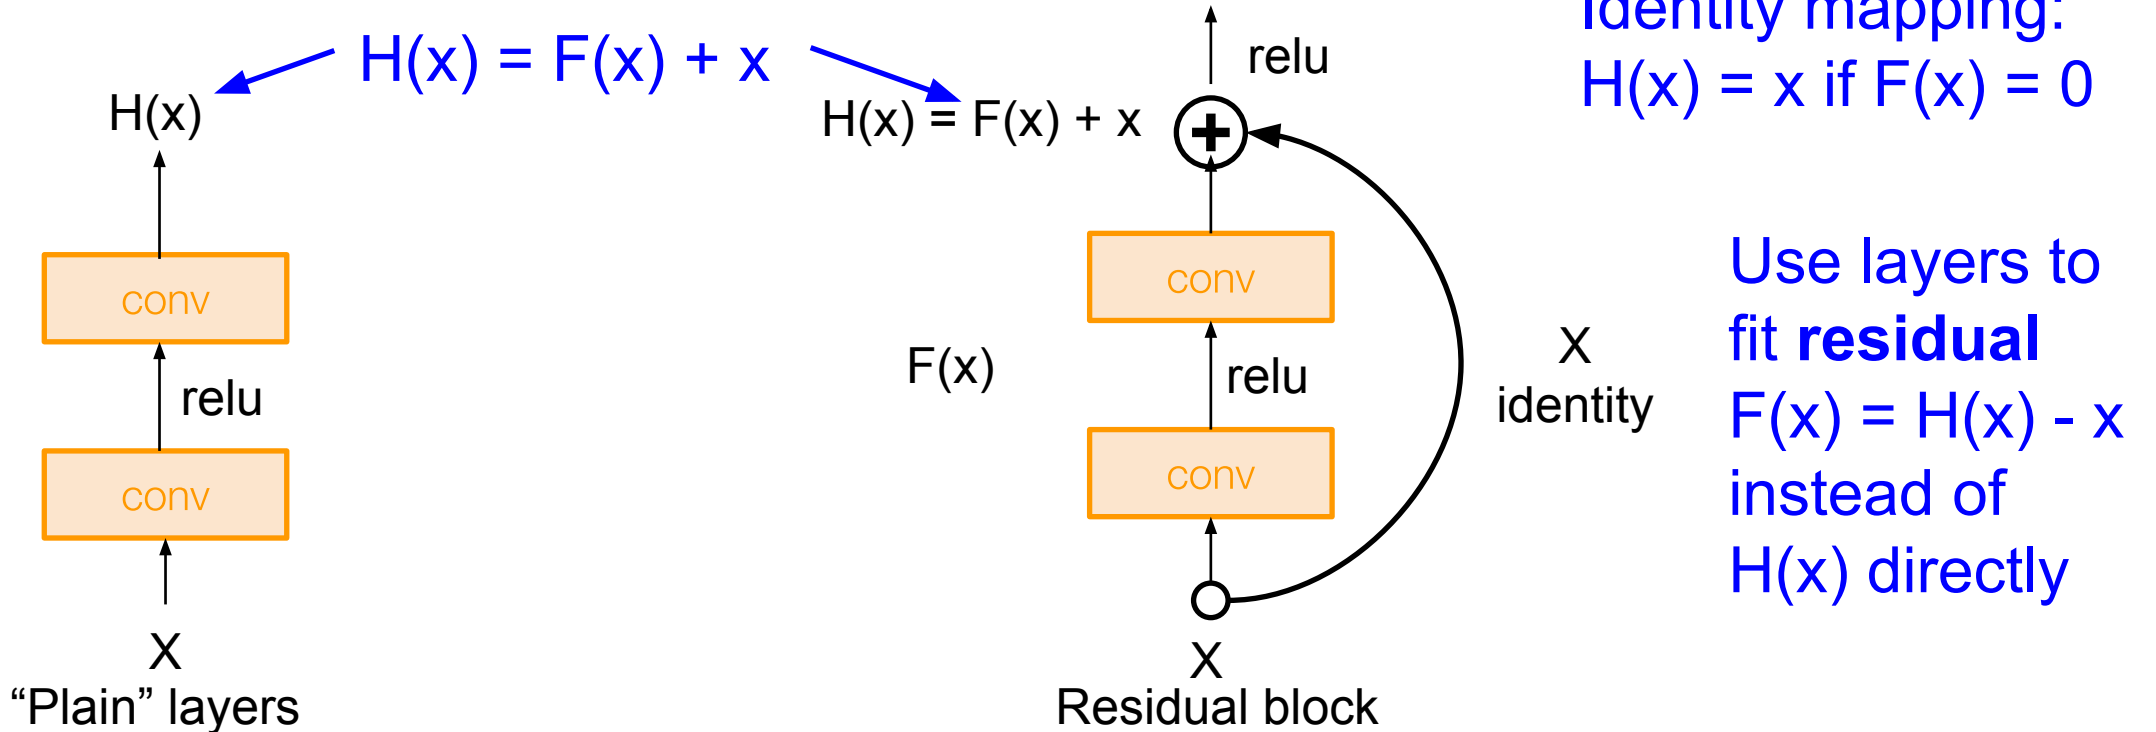 H(x) = F(x) + x
H(x)
conv
relu
conv
X
“Plain” layers
relu
H(x) = F(x) + x
conv
F(x)
relu
conv
X
identity
X
Residual block
Identity mapping:
H(x) = x if F(x) = 0
Use layers to
fit residual
F(x) = H(x) - x
instead of
H(x) directly